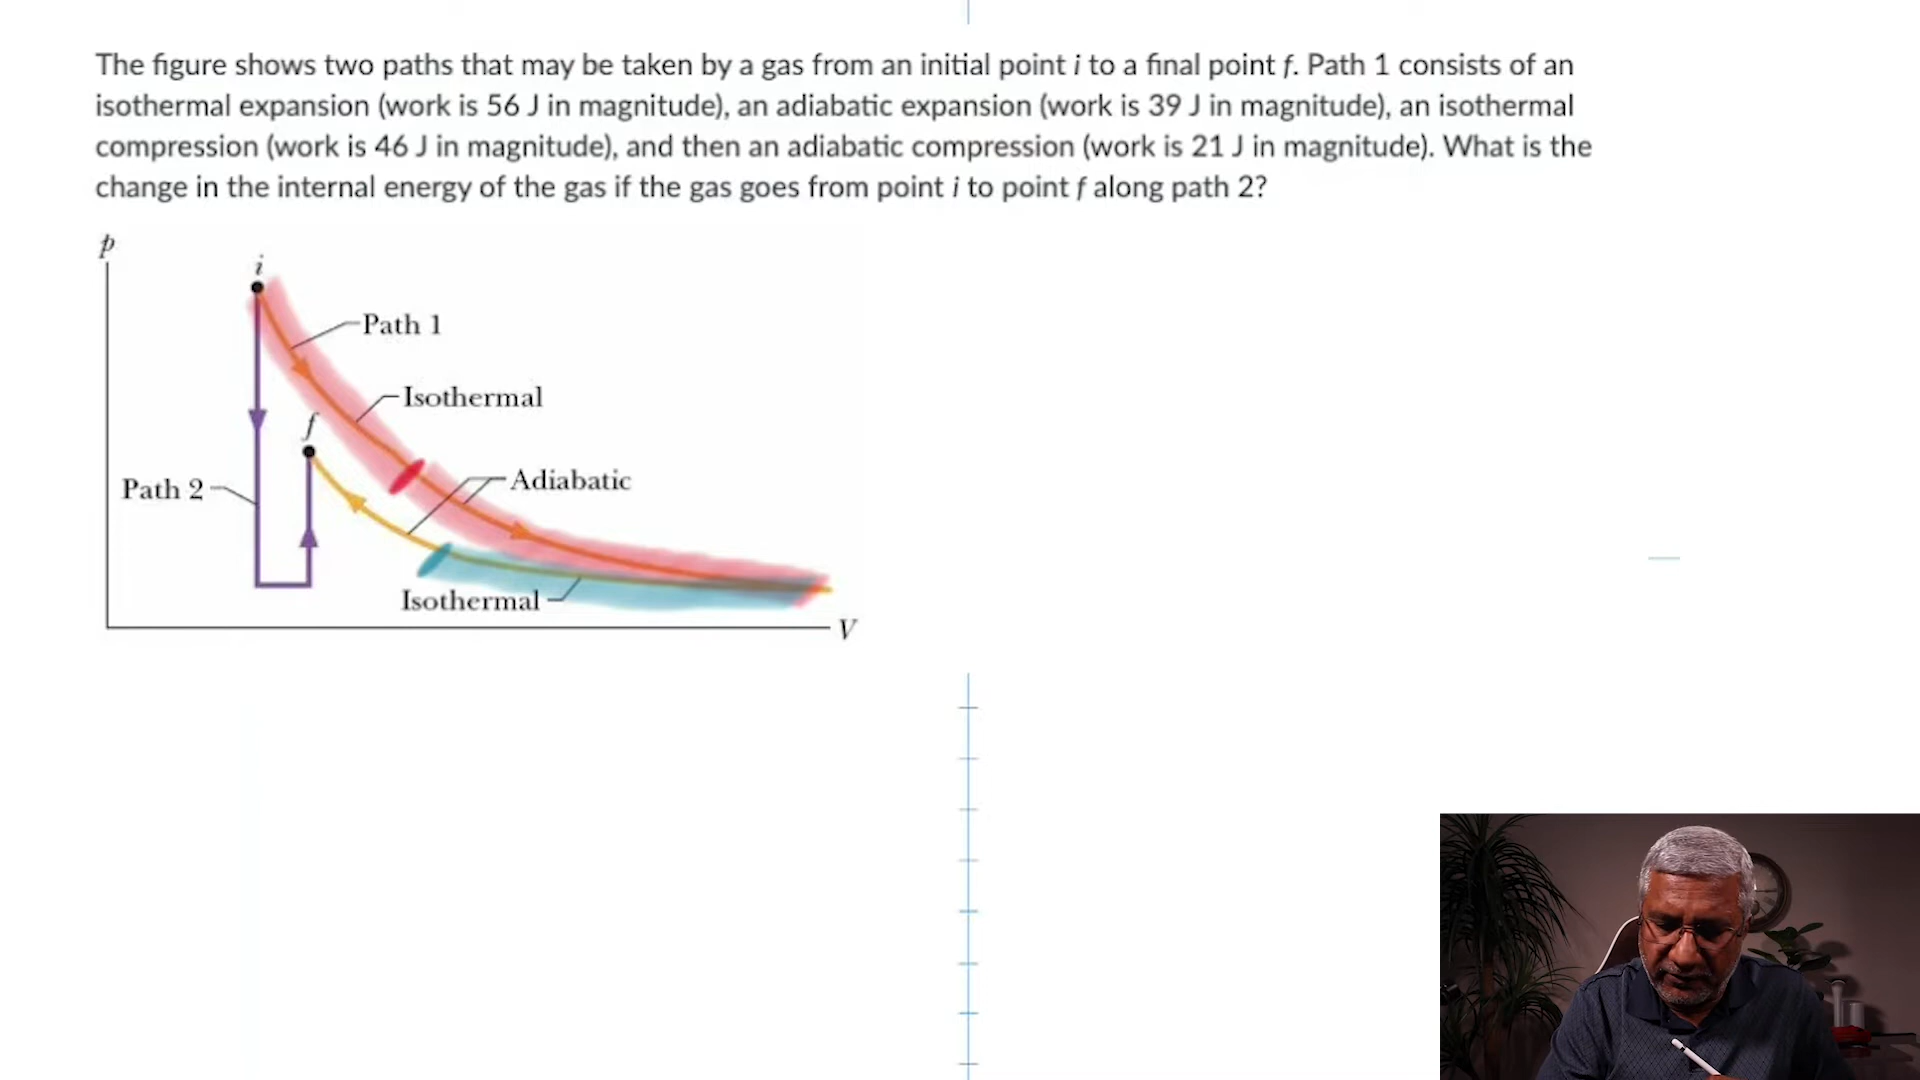 The figure shows two paths that may be taken by a gas from an initial point i to a final point f. Path 1 consists of an
isothermal expansion (work is 56 J in magnitude), an adiabatic expansion (work is 39 J in magnitude), an isothermal
compression (work is 46 J in magnitude), and then an adiabatic compression (work is 21 J in magnitude). What is the
change in the internal energy of the gas if the gas goes from point i to point f along path 2?
p
i
Path 1
Isothermal
f
Adiabatic
Path 2
Isothermal
V